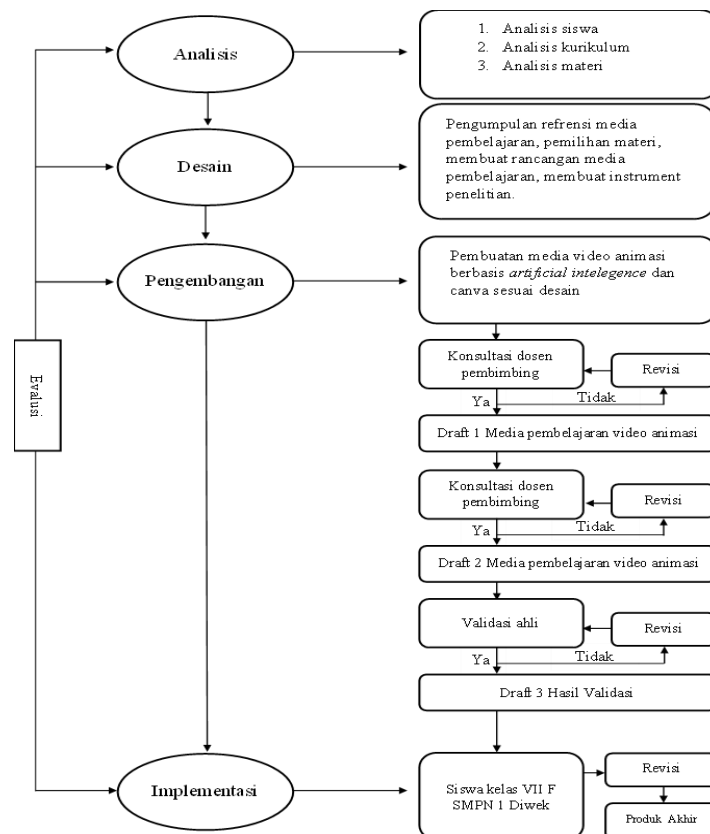 Analisis
1. Analisis siswa
2. Analisis kurikulum
3. Analisis materi
Desain
Pengumpulan refrensi media
pembelajaran, pemilihan materi,
membuat rancangan media
pembelajaran, membuat instrument
penelitian.
Pengembangan
Pembuatan media video animasi
berbasis artificial intelegence dan
canva sesuai desain
Evalusi
Konsultasi dosen
pembimbing
Revisi
Ya
Tidak
Draft 1 Media pembelajaran video animasi
Konsultasi dosen
pembimbing
Revisi
Ya
Tidak
Draft 2 Media pembelajaran video animasi
Validasi ahli
Revisi
Ya
Tidak
Draft 3 Hasil Validasi
Implementasi
Siswa kelas VII F
SMPN 1 Diwek
Revisi
Produk Akhir